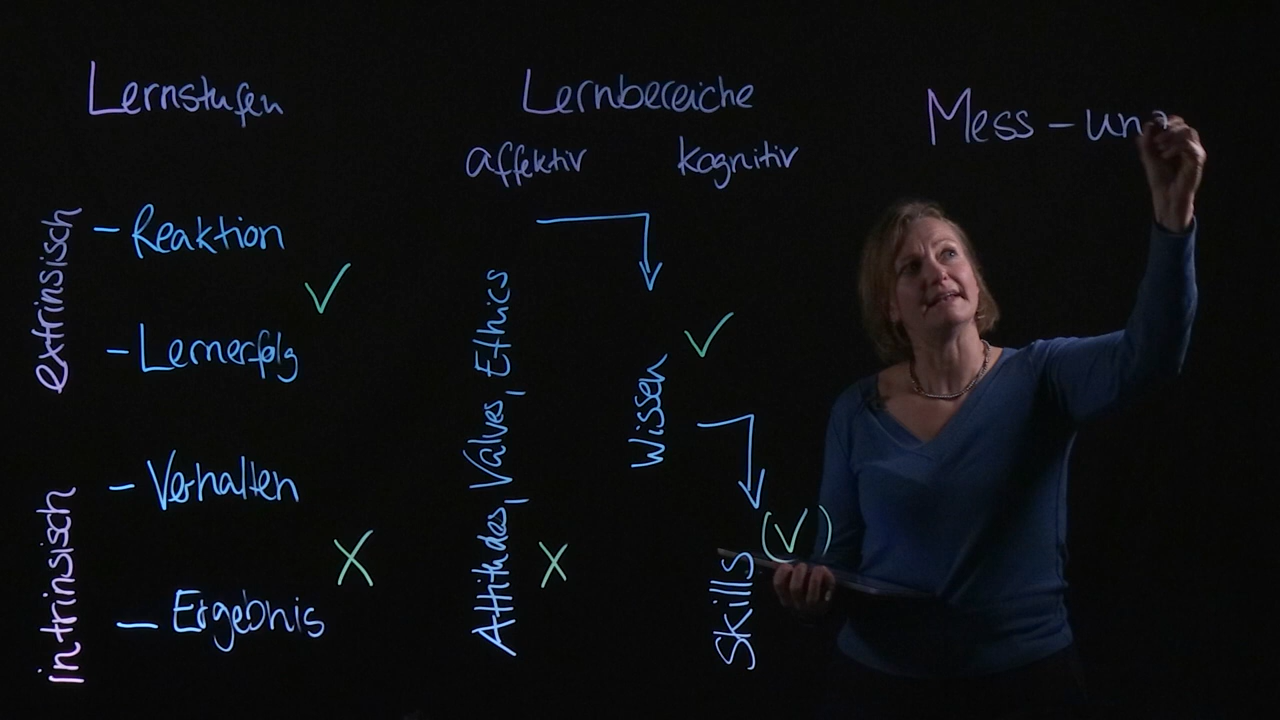 Lernstufen
extrinsisch
- Reaktion
✓
- Lernerfolg
intrinsisch
- Verhalten
X
- Ergebnis
Lernbereiche
affektiv kognitiv
Attitudes, Values, Ethics
X
Wissen
✓
Skills
(✓)
Mess-un